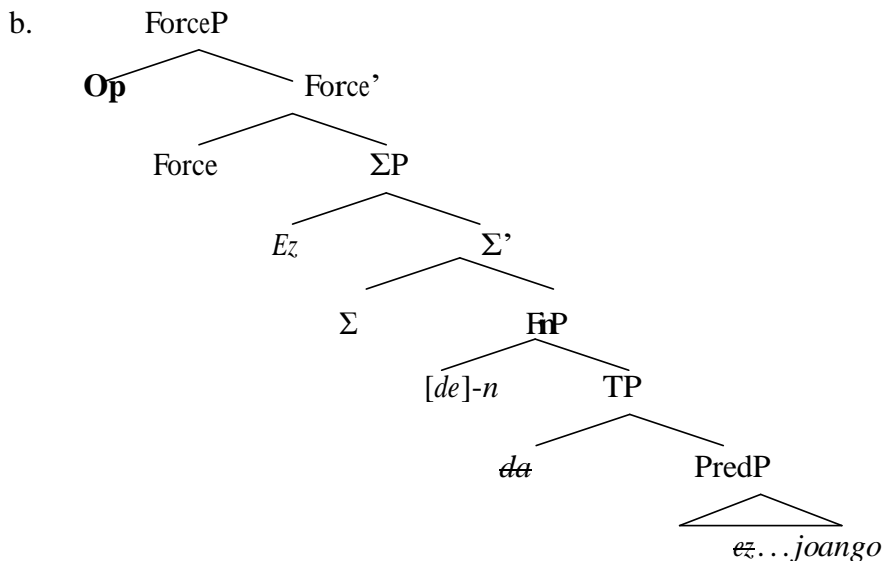 b. ForceP
Op Force’
Force ΣP
Ez Σ’
Σ FinP
[de]-n TP
da PredP
ez…joango